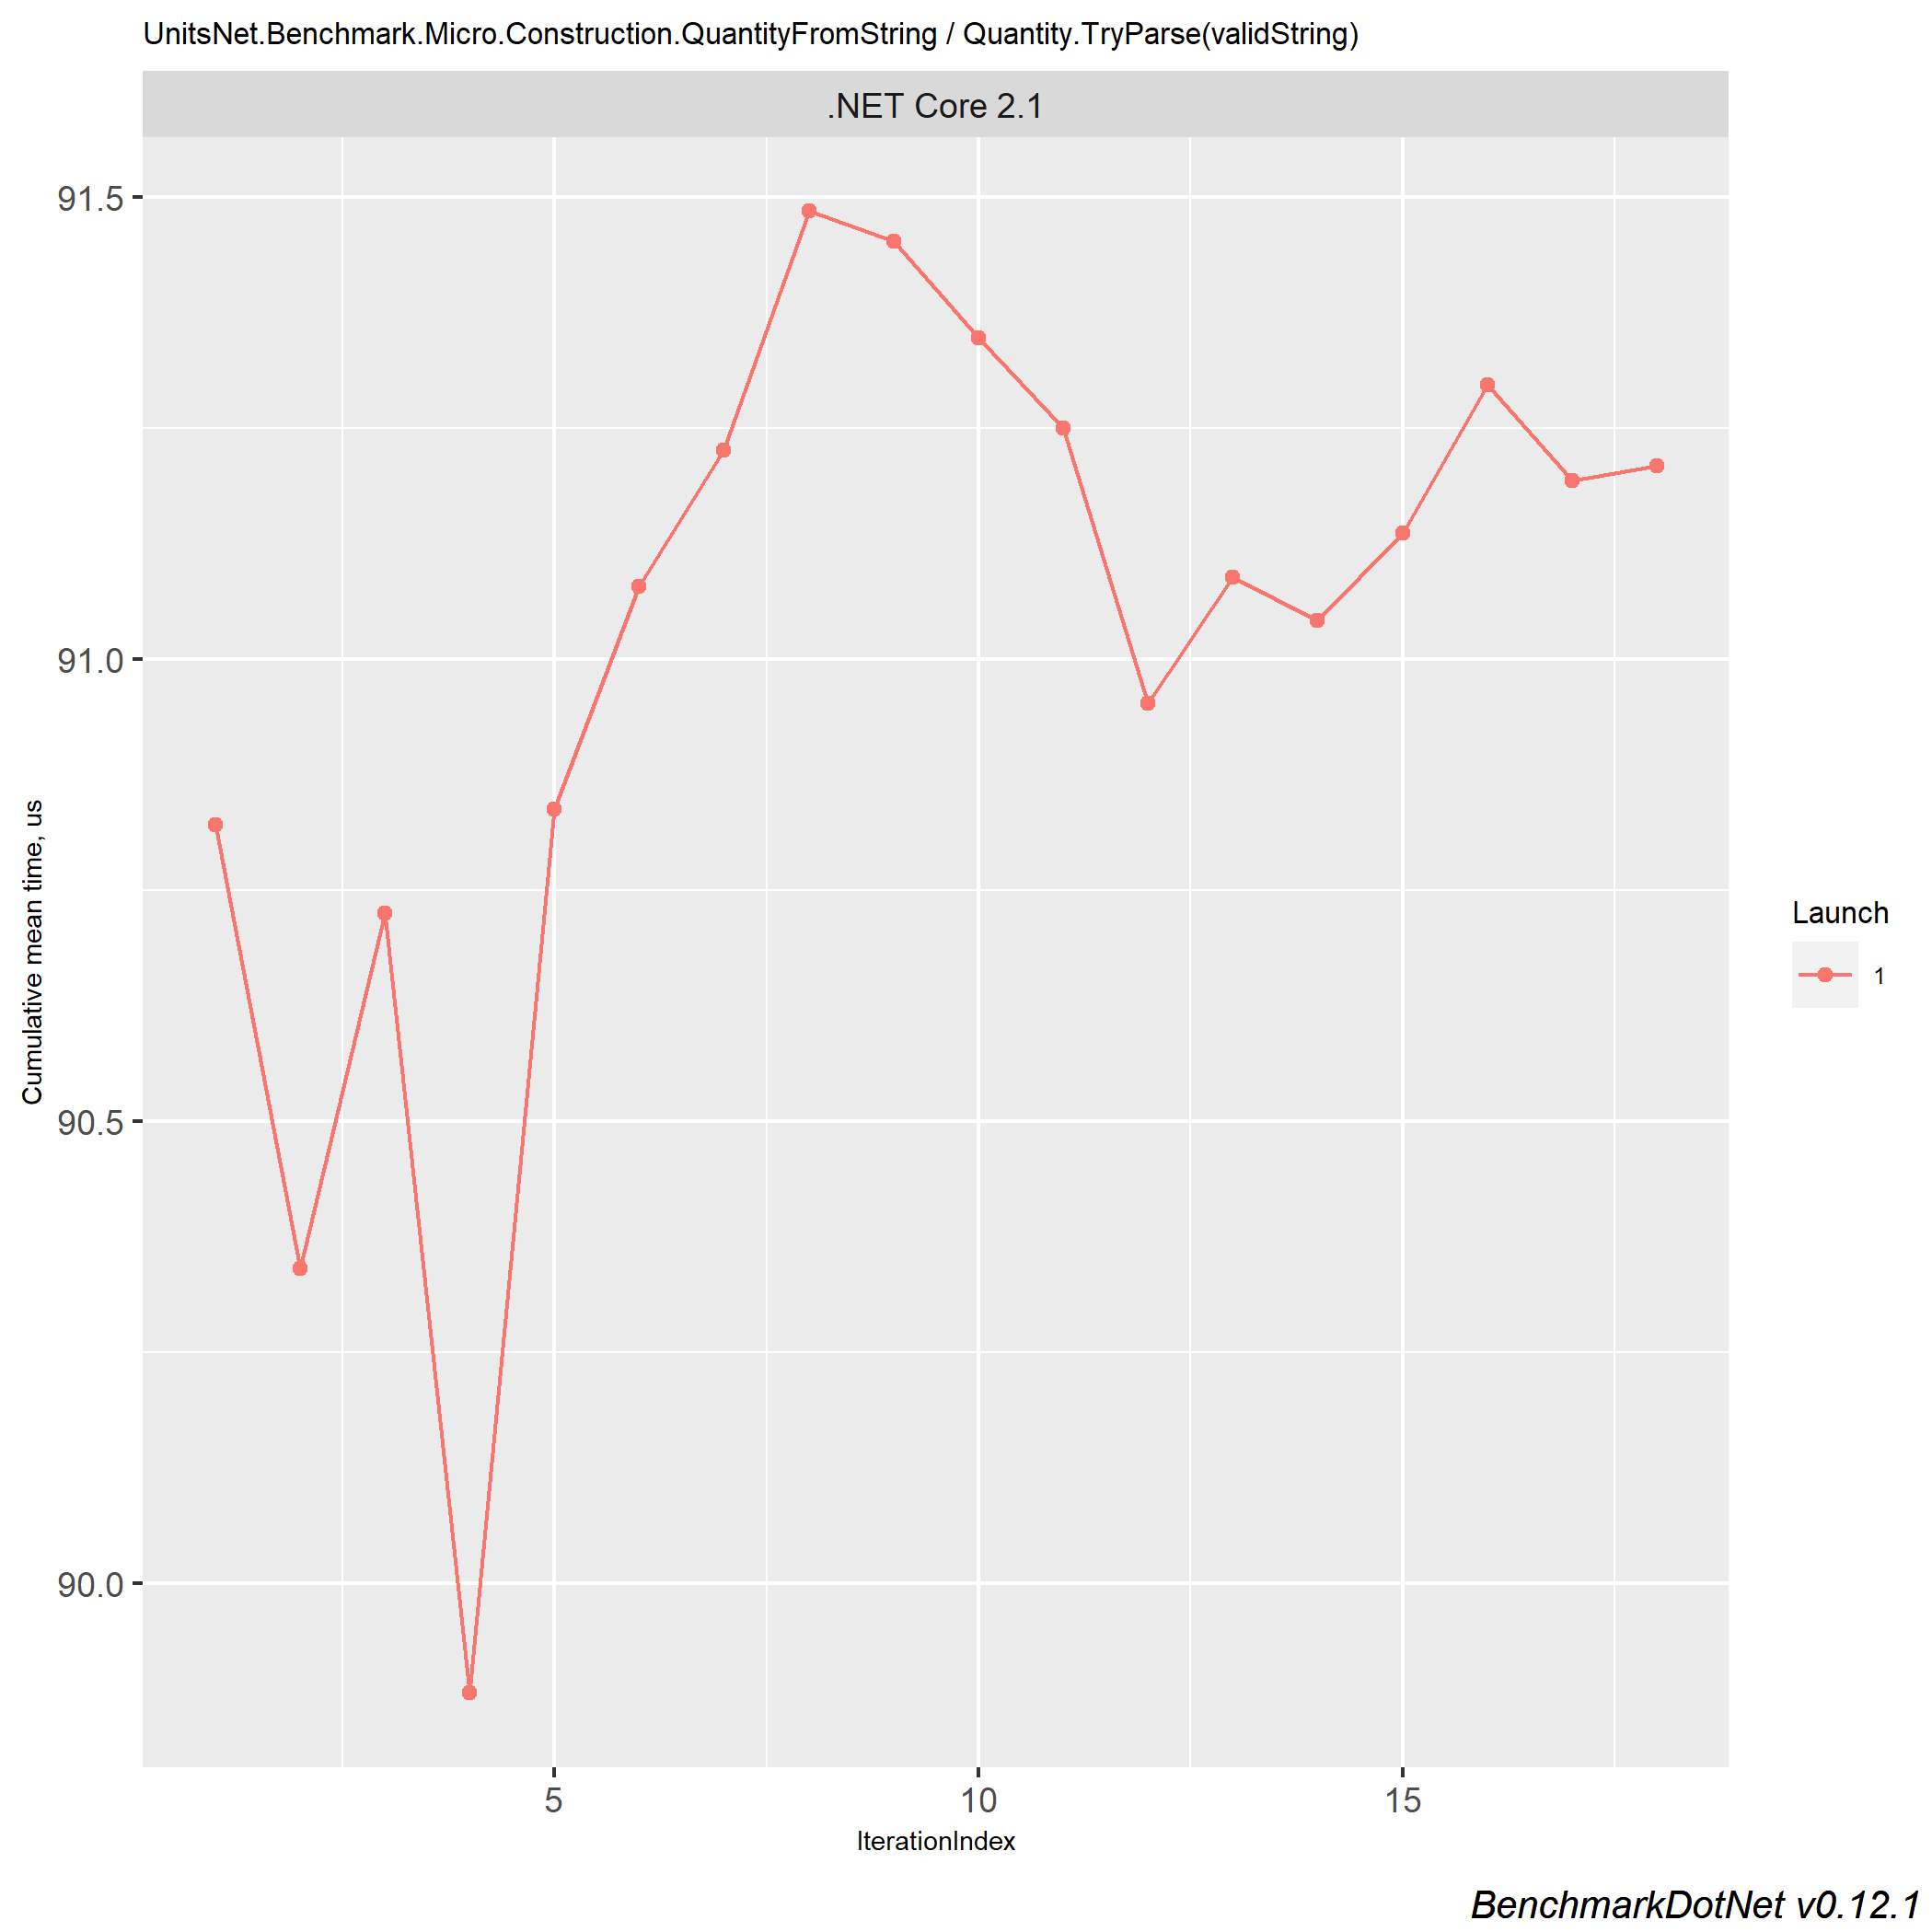 UnitsNet.Benchmark.Micro.Construction.QuantityFromString / Quantity.TryParse(validString)
.NET Core 2.1
91.5
91.0
90.5
90.0
Cumulative mean time, us
5
10
15
IterationIndex
Launch
1
BenchmarkDotNet v0.12.1